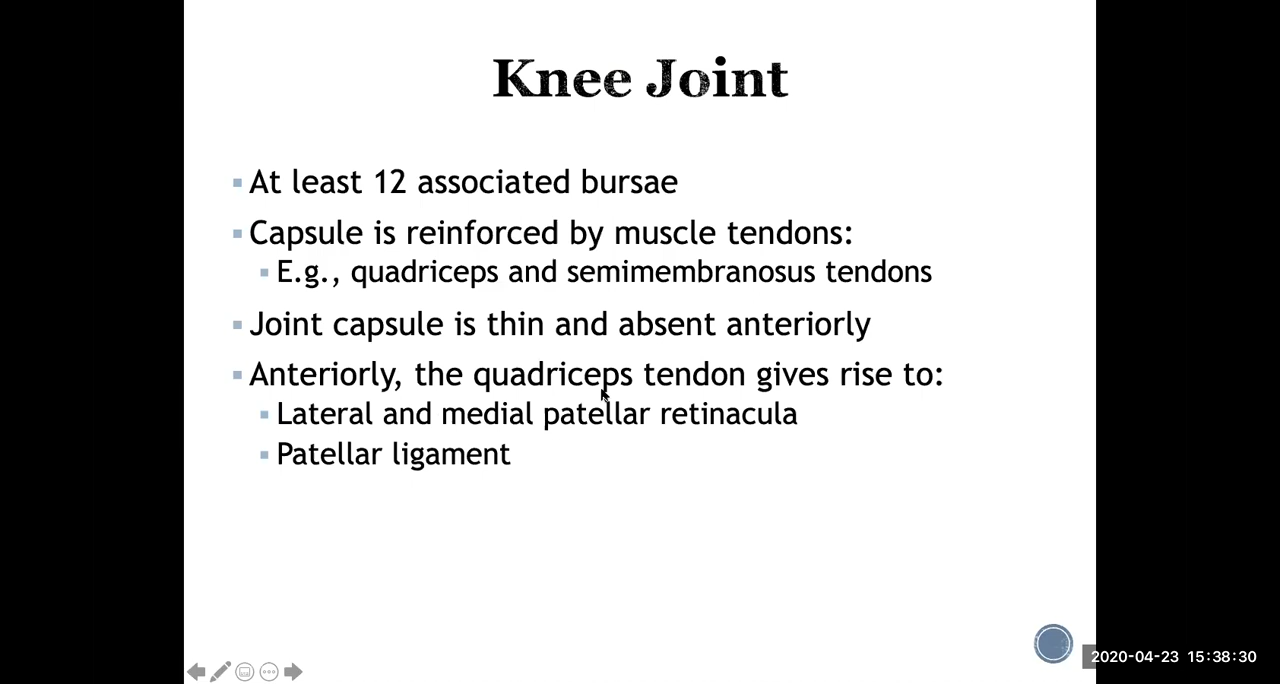 Knee Joint
At least 12 associated bursae
Capsule is reinforced by muscle tendons:
E.g., quadriceps and semimembranosus tendons
Joint capsule is thin and absent anteriorly
Anteriorly, the quadriceps tendon gives rise to:
Lateral and medial patellar retinacula
Patellar ligament
2020-04-23 15:38:30